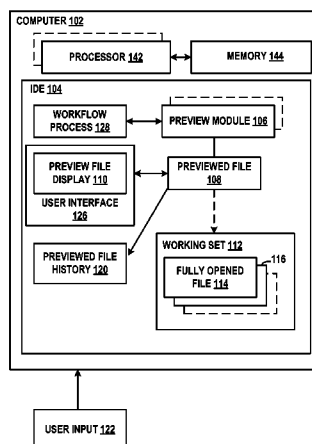 COMPUTER 102
PROCESSOR
142
MEMORY
144
IDE 104
WORKFLOW
PROCESS
128
PREVIEW MODULE 106
PREVIEW FILE
DISPLAY 110
USER INTERFACE
126
PREVIEWED FILE
108
PREVIEWED FILE
HISTORY 120
WORKING SET 112
116
FULLY OPENED
FILE 114
USER INPUT 122